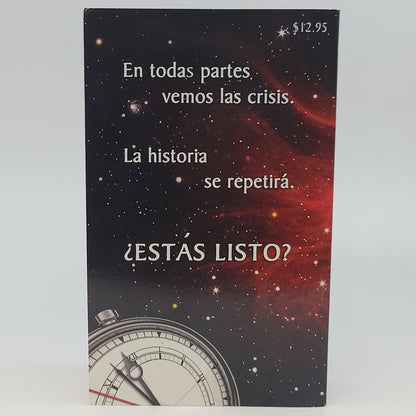 $12.95
En todas partes
vemos las crisis.
La historia
se repetirá.
¿ESTÁS LISTO?